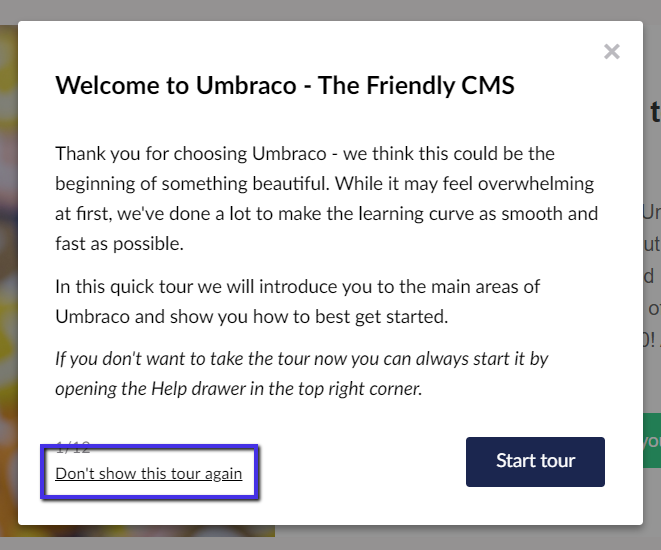 Welcome to Umbraco - The Friendly CMS
Thank you for choosing Umbraco - we think this could be the
beginning of something beautiful. While it may feel overwhelming
at first, we've done a lot to make the learning curve as smooth and
fast as possible.
In this quick tour we will introduce you to the main areas of
Umbraco and show you how to best get started.
If you don't want to take the tour now you can always start it by
opening the Help drawer in the top right corner.
1/12
Don't show this tour again
Start tour